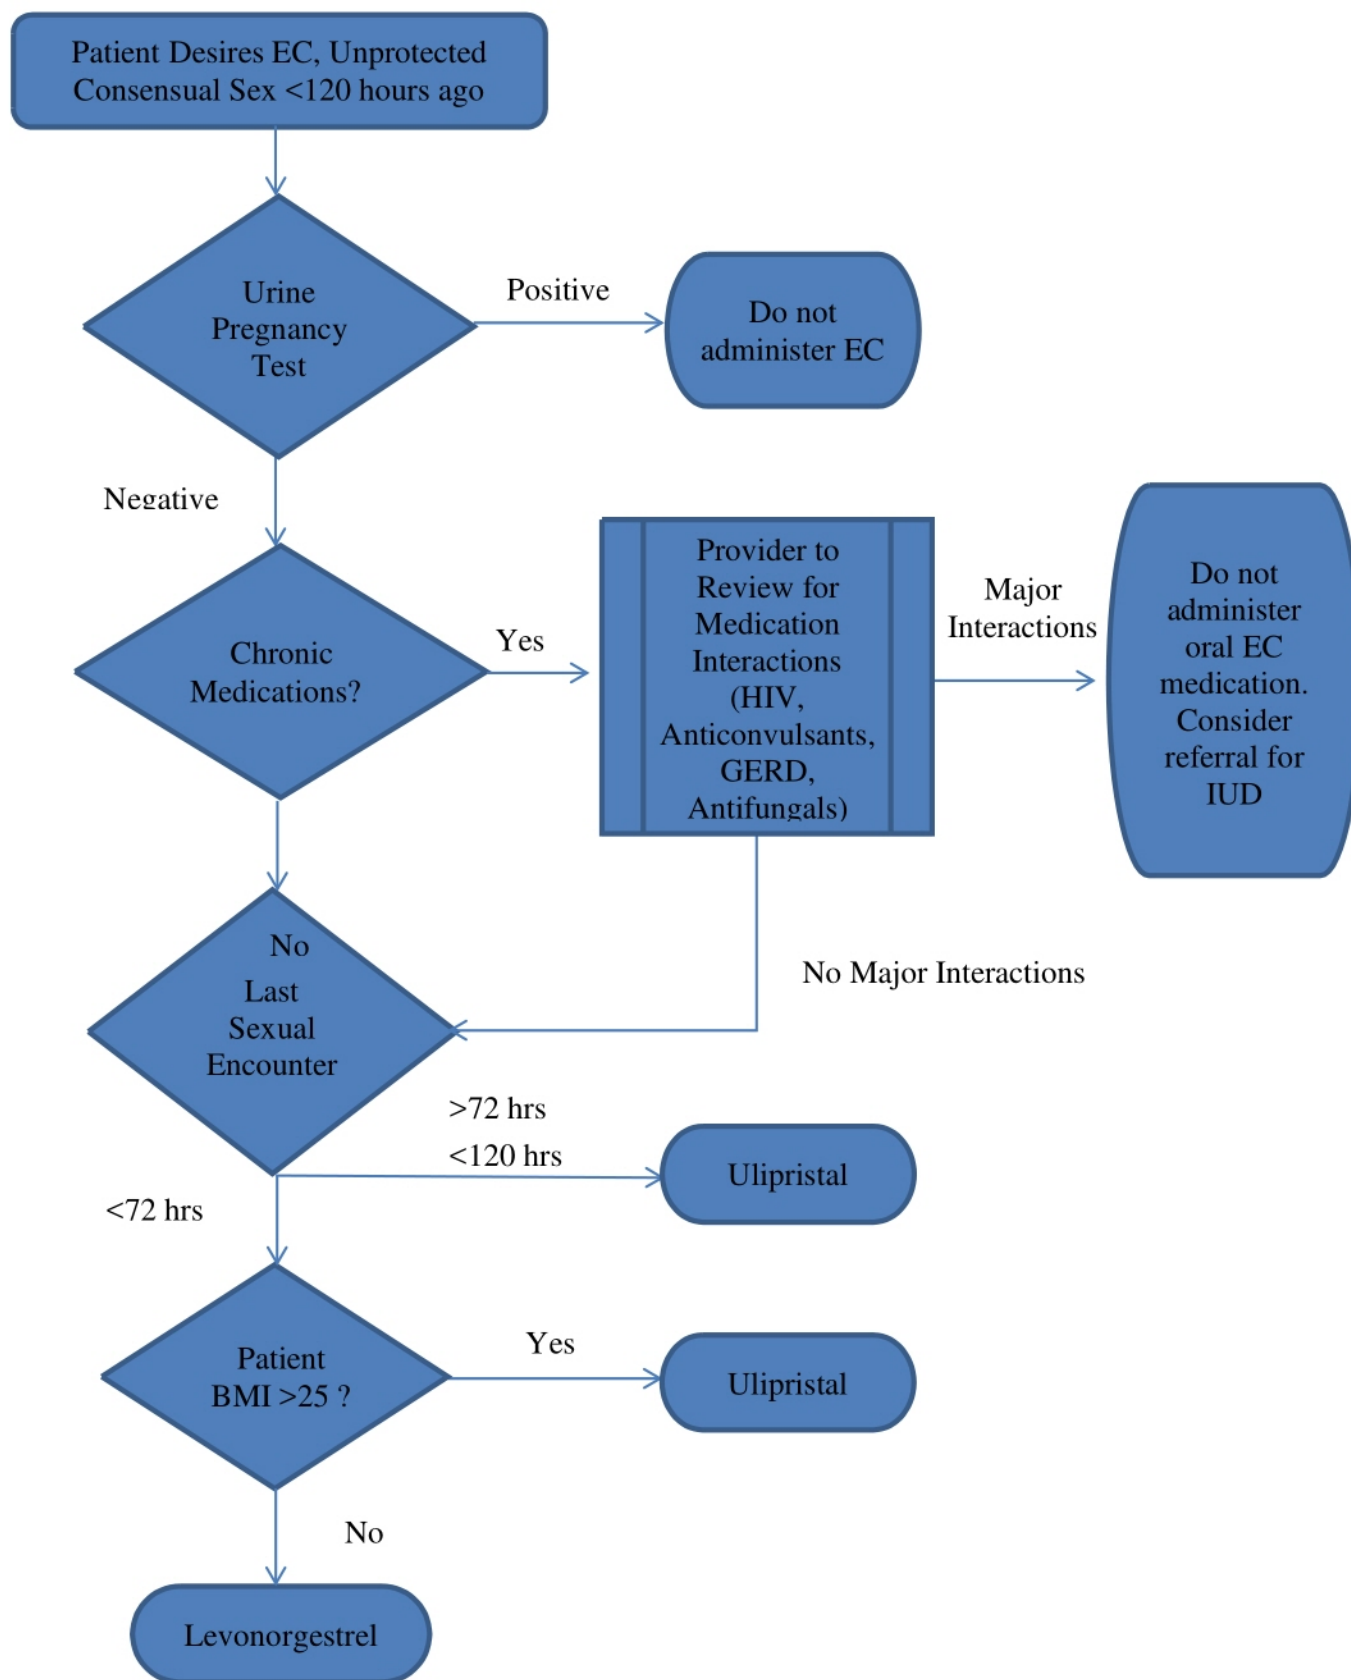 Patient Desires EC, Unprotected
Consensual Sex <120 hours ago
Urine
Pregnancy
Test
Positive
Do not
administer EC
Negative
Chronic
Medications?
Yes
Provider to
Review for
Medication
Interactions
(HIV,
Anticonvulsants,
GERD,
Antifungals)
Major
Interactions
Do not
administer
oral EC
medication.
Consider
referral for
IUD
No
Last
Sexual
Encounter
No Major Interactions
>72 hrs
<120 hrs
Ulipristal
<72 hrs
Patient
BMI >25 ?
Yes
Ulipristal
No
Levonorgestrel